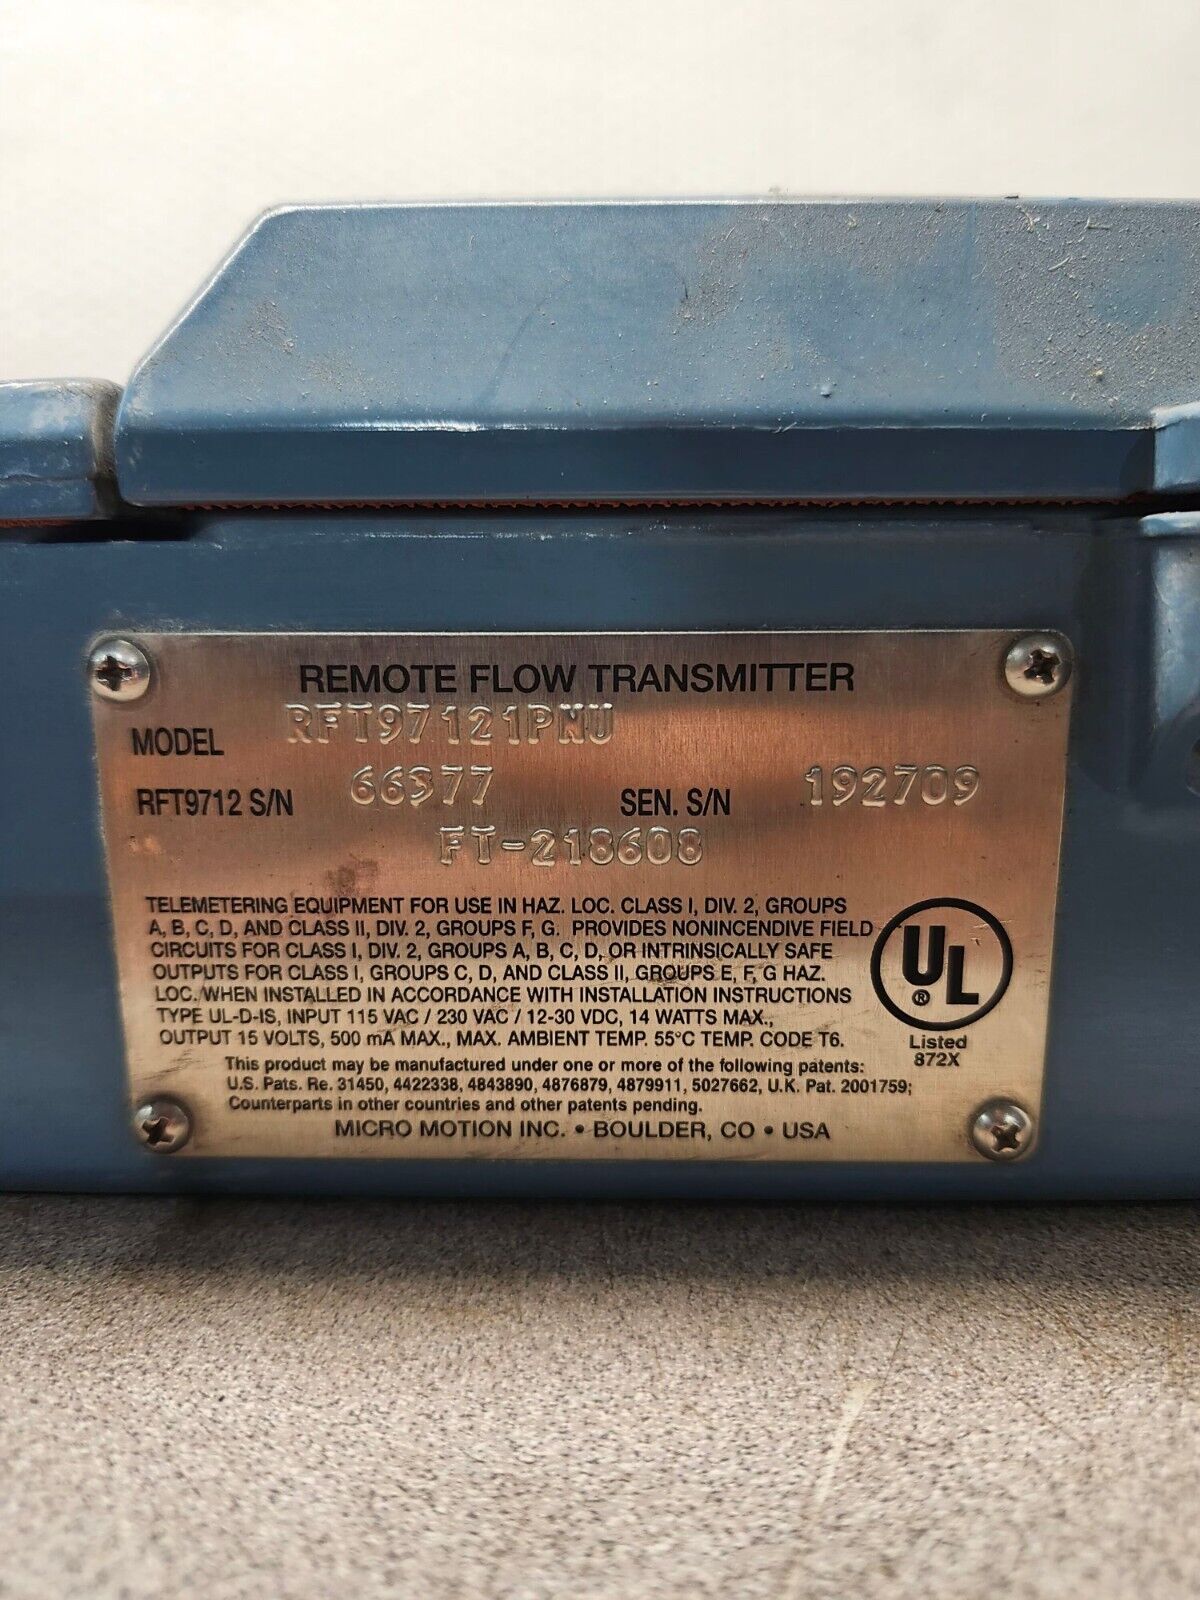 REMOTE FLOW TRANSMITTER
MODEL RFT97121PNU
RFT9712 S/N 66377 SEN. S/N 192709
FT-218608
TELEMETERING EQUIPMENT FOR USE IN HAZ. LOC. CLASS I, DIV. 2, GROUPS
A, B, C, D, AND CLASS II, DIV. 2, GROUPS F, G. PROVIDES NONINCENDIVE FIELD
CIRCUITS FOR CLASS I, DIV. 2, GROUPS A, B, C, D, OR INTRINSICALLY SAFE
OUTPUTS FOR CLASS I, GROUPS C, D, AND CLASS II, GROUPS E, F, G HAZ.
LOC. WHEN INSTALLED IN ACCORDANCE WITH INSTALLATION INSTRUCTIONS
TYPE UL-D-IS, INPUT 115 VAC / 230 VAC / 12-30 VDC, 14 WATTS MAX.,
OUTPUT 15 VOLTS, 500 mA MAX., MAX. AMBIENT TEMP. 55°C TEMP. CODE T6.
UL ®
Listed
872X
This product may be manufactured under one or more of the following patents:
U.S. Pats. Re. 31450, 4422338, 4843890, 4876879, 4879911, 5027662, U.K. Pat. 2001759;
Counterparts in other countries and other patents pending.
MICRO MOTION INC. • BOULDER, CO • USA